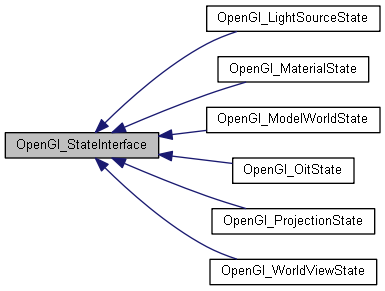 OpenGl_LightSourceState
OpenGl_MaterialState
OpenGl_ModelWorldState
OpenGl_StateInterface
OpenGl_OitState
OpenGl_ProjectionState
OpenGl_WorldViewState